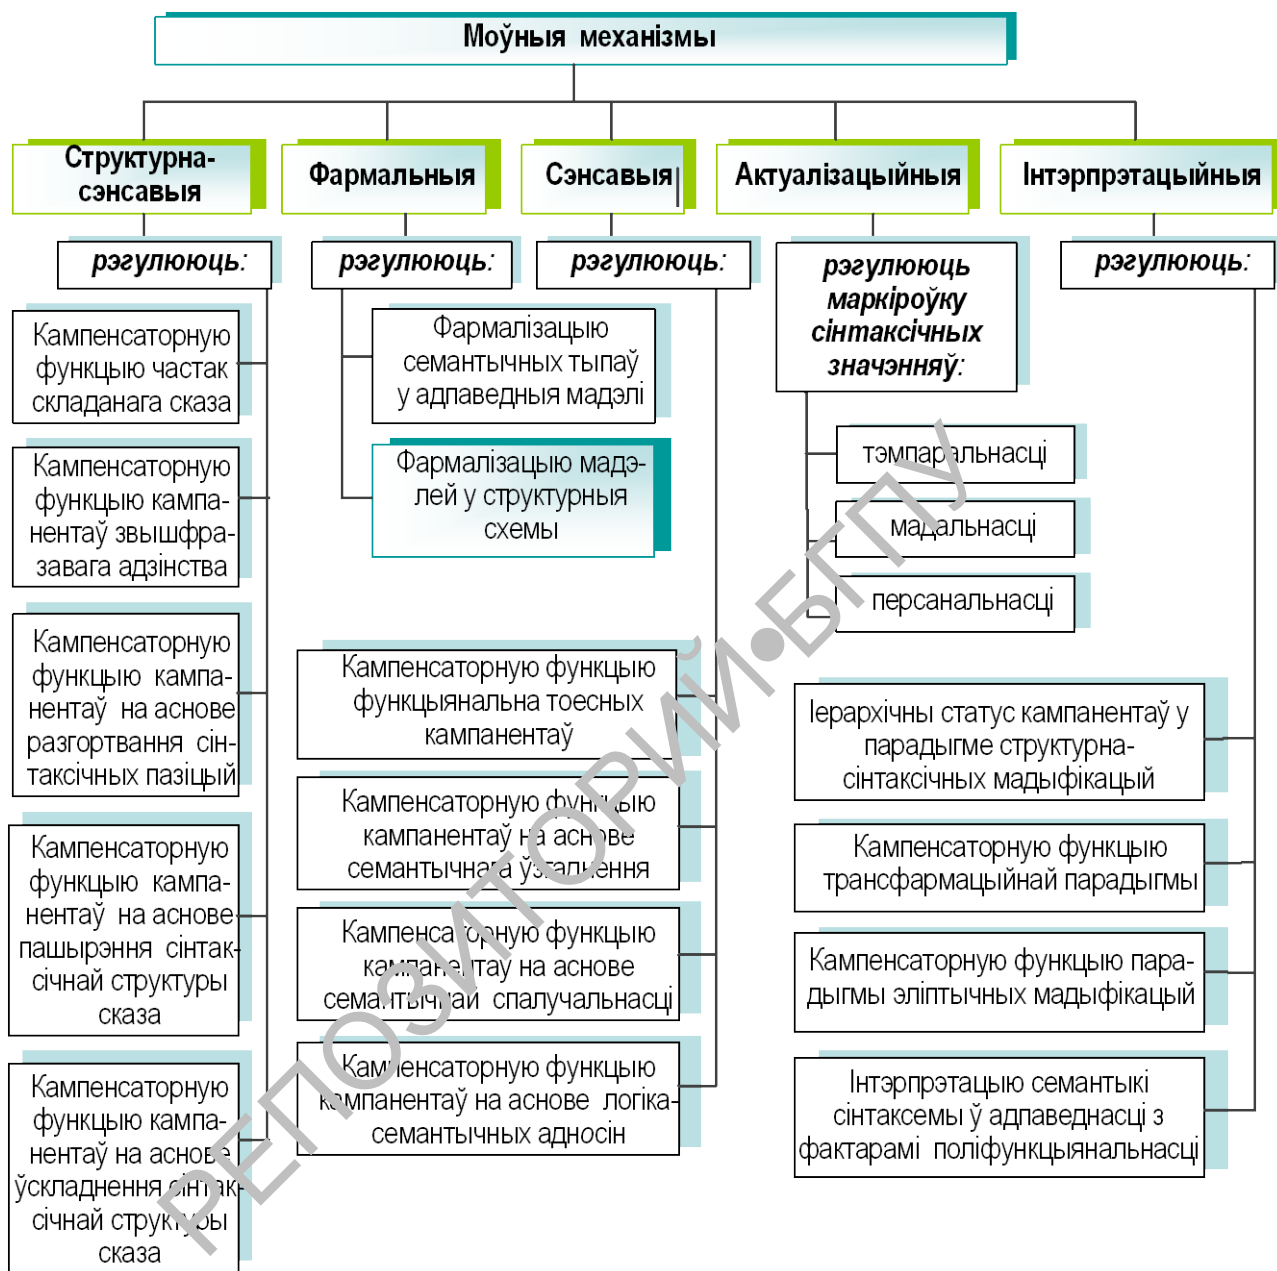 Моўныя механізмы
Структурна-
сэнсавыя
рэгулююць:
Кампенсаторную
функцыю частак
складанага сказа
Кампенсаторную
функцыю кампа-
нентаў звышфра-
завага адзінства
Кампенсаторную
функцыю кампа-
нентаў на аснове
разгортвання сін-
таксічных пазіцый
Кампенсаторную
функцыю кампа-
нентаў на аснове
пашырэння сінтак-
січнай структуры
сказа
Кампенсаторную
функцыю кампа-
нентаў на аснове
ўскладнення сінтак-
січнай структуры
сказа
Фармальныя
рэгулююць:
Фармалізацыю
семантычных тыпаў
у адпаведныя мадэлі
Фармалізацыю мадэ-
лей у структурныя
схемы
Сэнсавыя
рэгулююць:
Кампенсаторную функцыю
функцыянальна тоесных
кампанентаў
Кампенсаторную функцыю
кампанентаў на аснове
семантычнага ўзгаднення
Кампенсаторную функцыю
кампанентаў на аснове
семантычнай спалучальнасці
Кампенсаторную функцыю
кампанентаў на аснове логіка-
семантычных адносін
Актуалізацыйныя
рэгулююць
маркіроўку
сінтаксічных
значэнняў:
тэмпаральнасці
мадальнасці
персанальнасці
Інтэрпрэтацыйныя
рэгулююць:
Іерархічны статус кампанентаў у
парадыгме структурна-
сінтаксічных мадыфікацый
Кампенсаторную функцыю
трансфармацыйнай парадыгмы
Кампенсаторную функцыю пара-
дыгмы эліптычных мадыфікацый
Інтэрпрэтацыю семантыкі
сінтаксемы ў адпаведнасці з
фактарамі поліфункцыянальнасці
РЕПОЗИТОРИЙ•БГПУ